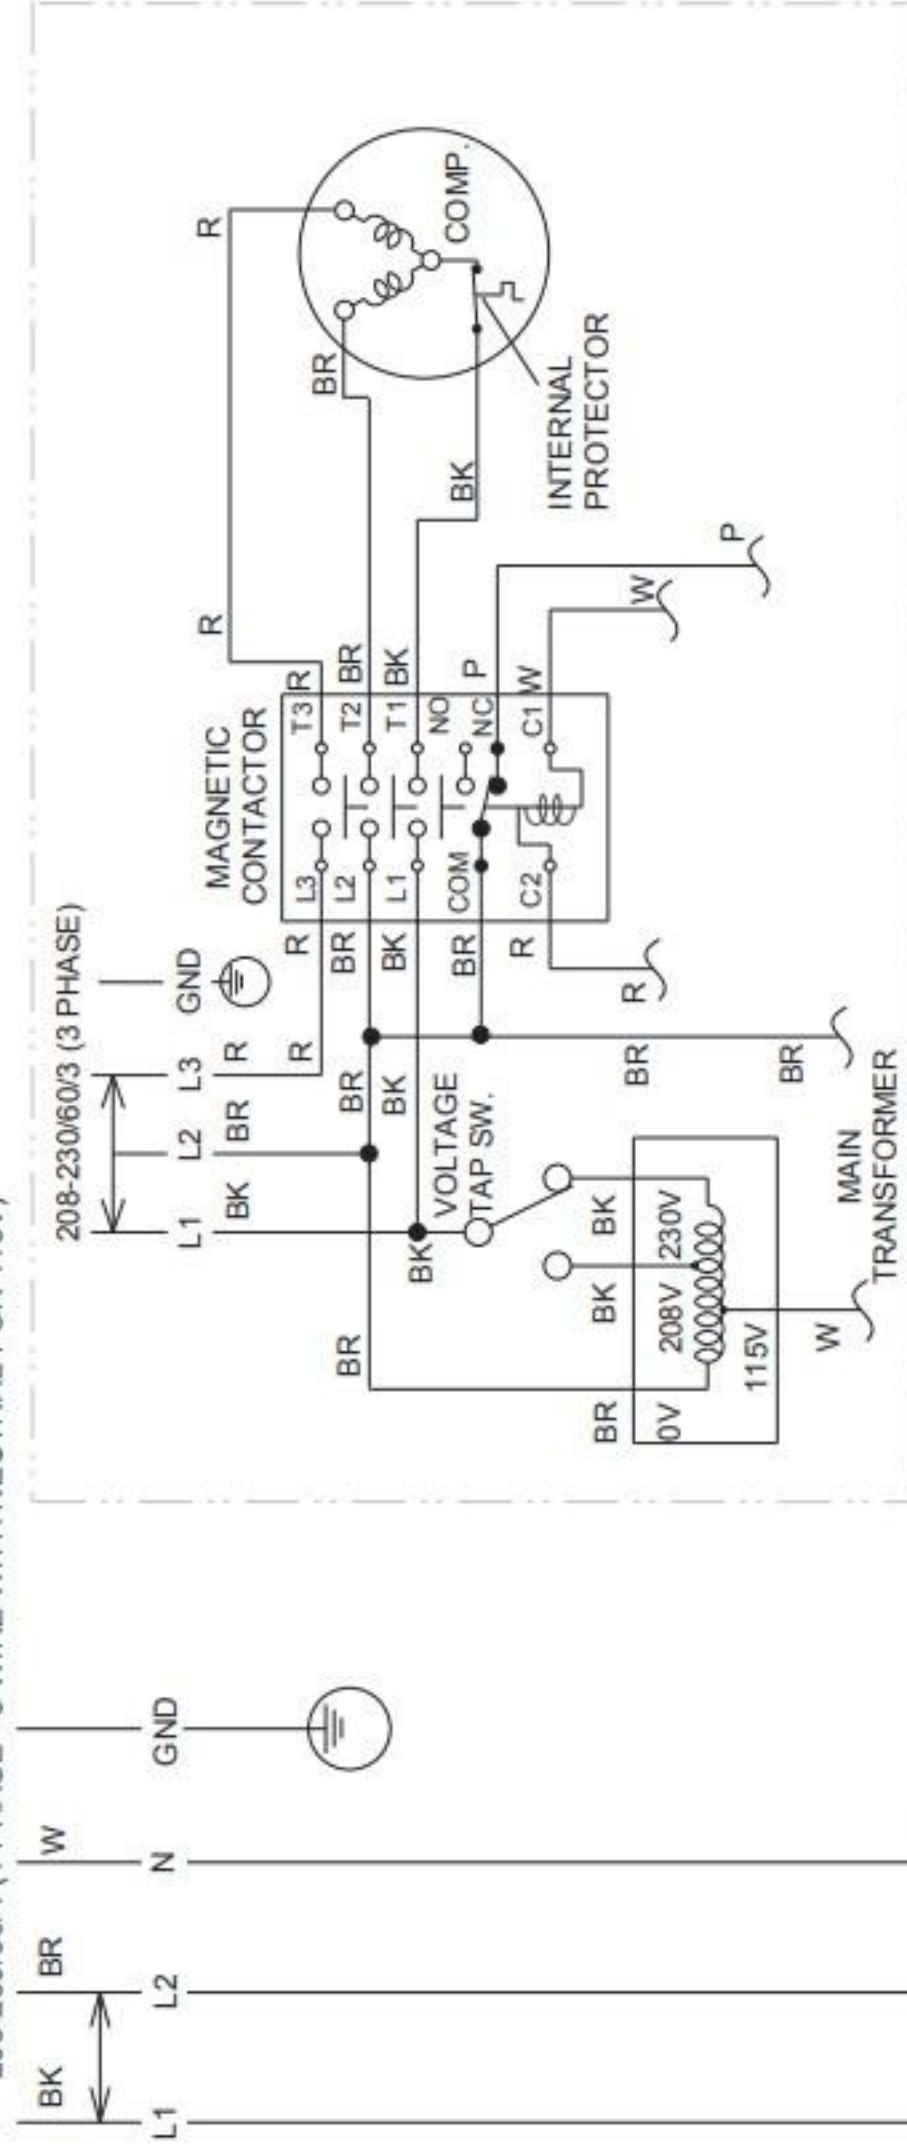 BK BR W
L1 L2 N GND
208-230/60/3 (3 PHASE)
L1 L2 L3 GND
BK BR R
MAGNETIC
CONTACTOR
R R
R R L3 T3 R
BR BR BR L2 T2 BR BR
BK BK BK L1 T1 BK
NO
BR COM NC P
BK
COMP.
R C2 C1 W
R W
P
INTERNAL
PROTECTOR
VOLTAGE
TAP SW.
BR BK BK
0V 208V 230V
115V
BR
BR
W
MAIN
TRANSFORMER